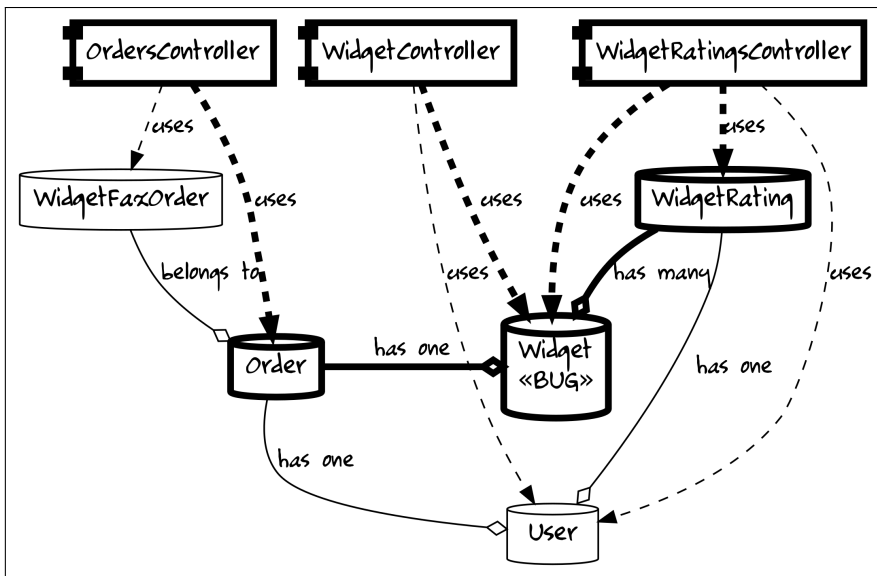 OrdersController
WidgetController
WidgetRatingsController
uses
uses
WidgetFaxOrder
uses
uses
uses
WidgetRating
belongs to
uses
has many
uses
Order
has one
Widget
«BUG»
has one
has one
User